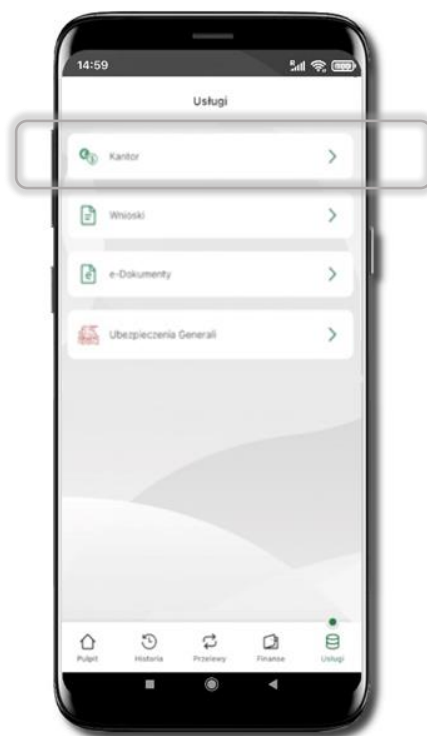 14:59
Usługi
Kantor
Wnioski
e-Dokumenty
Ubezpieczenia Generali
Pulpit Historia Przelewy Finanse Usługi